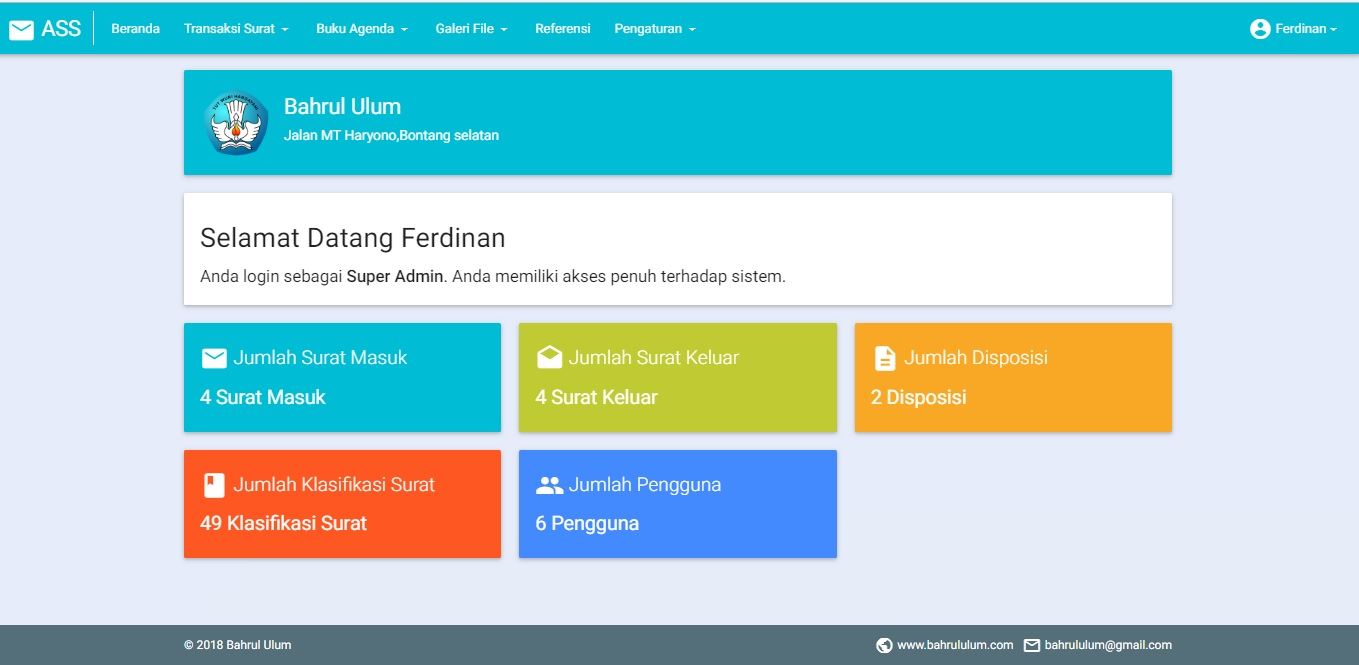 ASS
Beranda
Transaksi Surat
Buku Agenda
Galeri File
Referensi
Pengaturan
Ferdinan
TUT WURI HANDAYANI
Bahrul Ulum
Jalan MT Haryono,Bontang selatan
Selamat Datang Ferdinan
Anda login sebagai Super Admin. Anda memiliki akses penuh terhadap sistem.
Jumlah Surat Masuk
4 Surat Masuk
Jumlah Surat Keluar
4 Surat Keluar
Jumlah Disposisi
2 Disposisi
Jumlah Klasifikasi Surat
49 Klasifikasi Surat
Jumlah Pengguna
6 Pengguna
© 2018 Bahrul Ulum
www.bahrululum.com
bahrululum@gmail.com